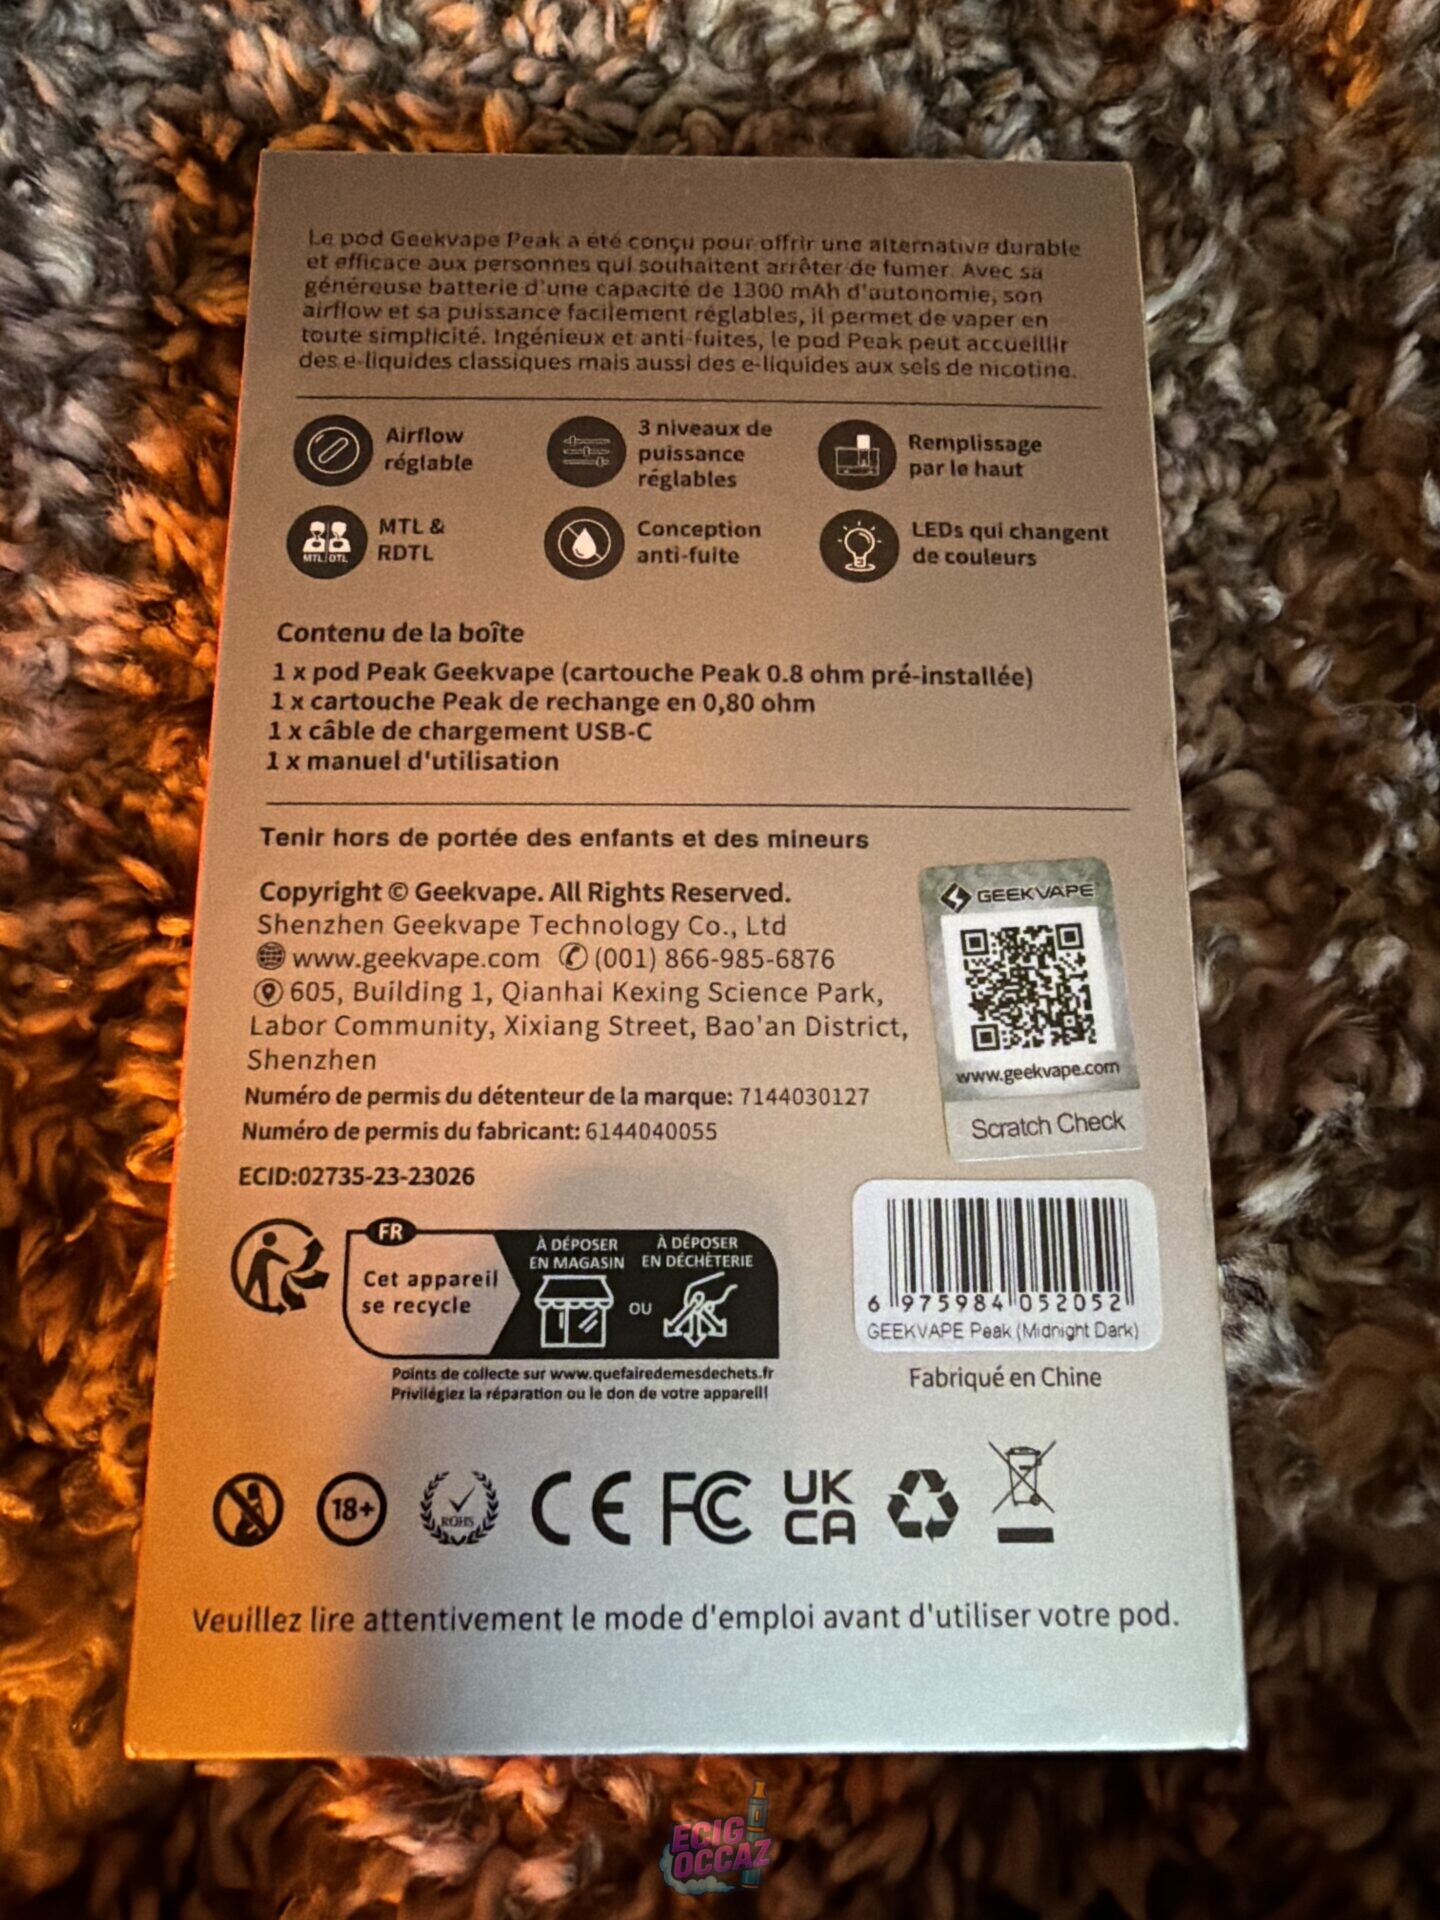 Le pod Geekvape Peak a été conçu pour offrir une alternative durable
et efficace aux personnes qui souhaitent arrêter de fumer. Avec sa
généreuse batterie d'une capacité de 1300 mAh d'autonomie, son
airflow et sa puissance facilement réglables, il permet de vaper en
toute simplicité. Ingénieux et anti-fuites, le pod Peak peut accueillir
des e-liquides classiques mais aussi des e-liquides aux sels de nicotine.
Airflow
réglable
3 niveaux de
puissance
réglables
Remplissage
par le haut
MTL DTL
MTL &
RDTL
Conception
anti-fuite
LEDs qui changent
de couleurs
Contenu de la boîte
1 x pod Peak Geekvape (cartouche Peak 0.8 ohm pré-installée)
1 x cartouche Peak de rechange en 0,80 ohm
1 x câble de chargement USB-C
1 x manuel d'utilisation
Tenir hors de portée des enfants et des mineurs
Copyright © Geekvape. All Rights Reserved.
Shenzhen Geekvape Technology Co., Ltd
www.geekvape.com (001) 866-985-6876
605, Building 1, Qianhai Kexing Science Park,
Labor Community, Xixiang Street, Bao'an District,
Shenzhen
Numéro de permis du détenteur de la marque: 7144030127
Numéro de permis du fabricant: 6144040055
ECID:02735-23-23026
GEEKVAPE
www.geekvape.com
Scratch Check
FR
Cet appareil
se recycle
À DÉPOSER
EN MAGASIN
OU
À DÉPOSER
EN DÉCHÈTERIE
Points de collecte sur www.quefairedemesdechets.fr
Privilégiez la réparation ou le don de votre appareil!
6 975984 052052
GEEKVAPE Peak (Midnight Dark)
Fabriqué en Chine
18+
ROHS
CE
FC
UK
CA
Veuillez lire attentivement le mode d'emploi avant d'utiliser votre pod.
ECIG
OCCAZ